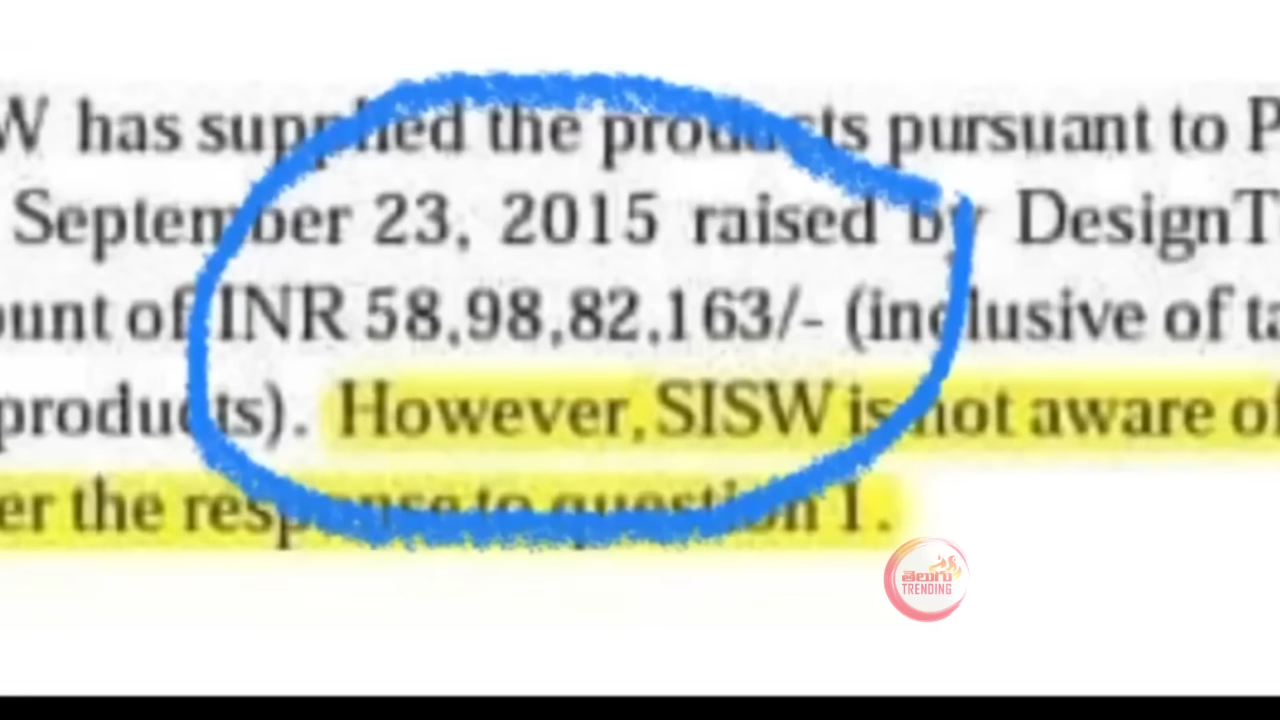 W has supplied the products pursuant to P
September 23, 2015 raised by DesignT
ount of INR 58,98,82,163/- (inclusive of ta
products). However, SISW is not aware of
er the response to question 1.
తెలుగు
TRENDING